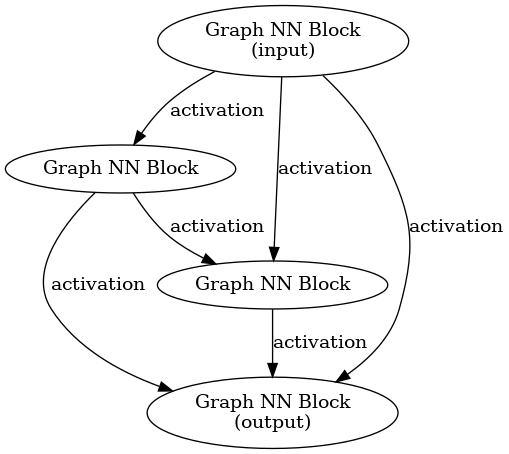 Graph NN Block
(input)
activation
Graph NN Block
activation
activation
activation
activation
Graph NN Block
activation
Graph NN Block
(output)